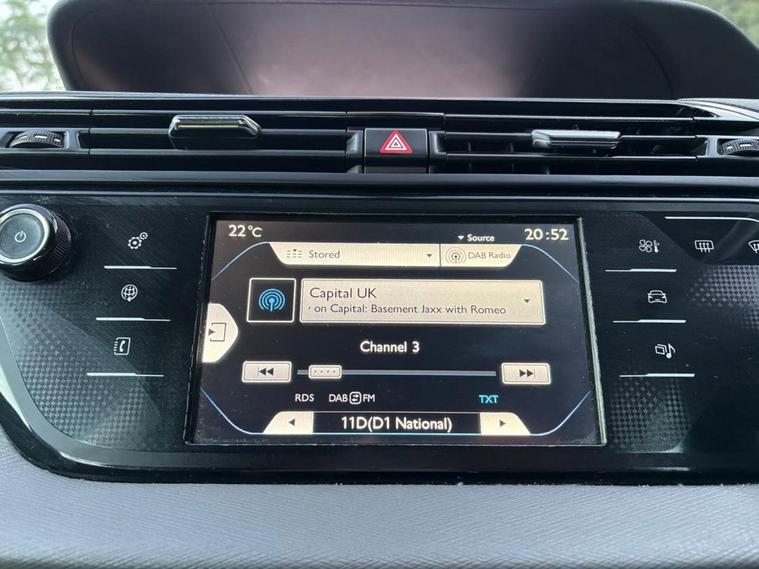 22 °C
Source
20:52
Stored
DAB Radio
Capital UK
on Capital: Basement Jaxx with Romeo
Channel 3
RDS DAB FM
TXT
11D(D1 National)